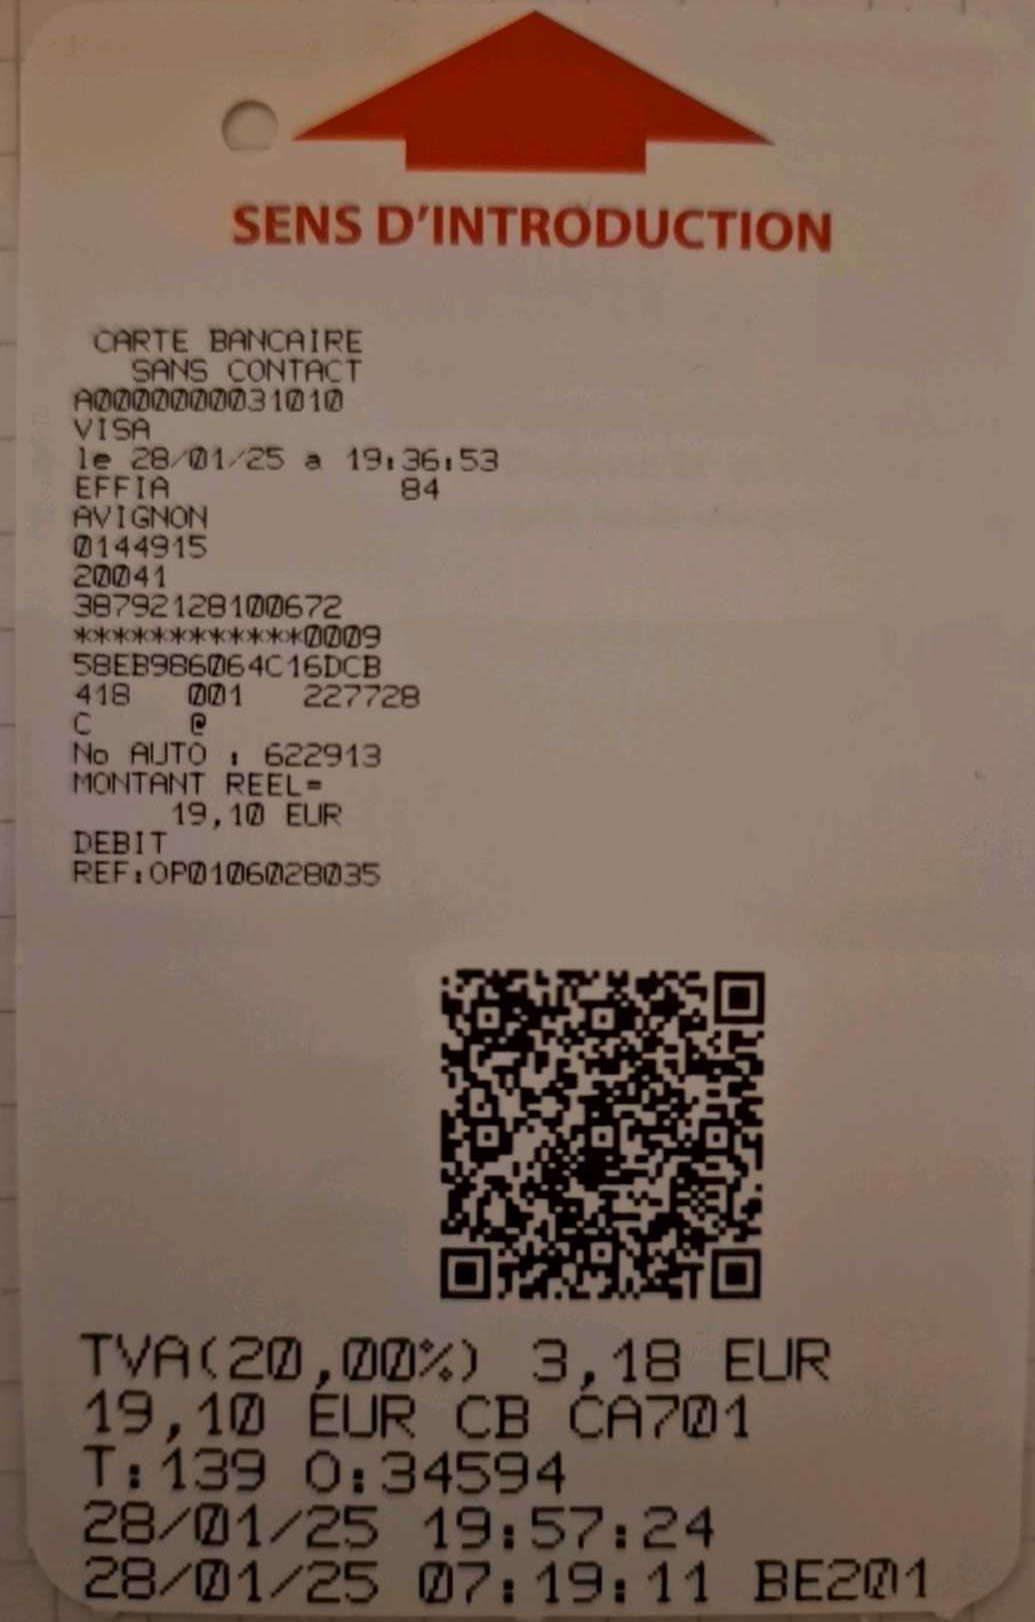 SENS D'INTRODUCTION
CARTE BANCAIRE
SANS CONTACT
A0000000031010
VISA
le 28/01/25 a 19:36:53
EFFIA 84
AVIGNON
0144915
20041
38792128100672
************0009
58EB986064C16DCB
418 001 227728
C @
No AUTO : 622913
MONTANT REEL=
19,10 EUR
DEBIT
REF:OP0106028035
TVA(20,00%) 3,18 EUR
19,10 EUR CB CA701
T:139 O:34594
28/01/25 19:57:24
28/01/25 07:19:11 BE201